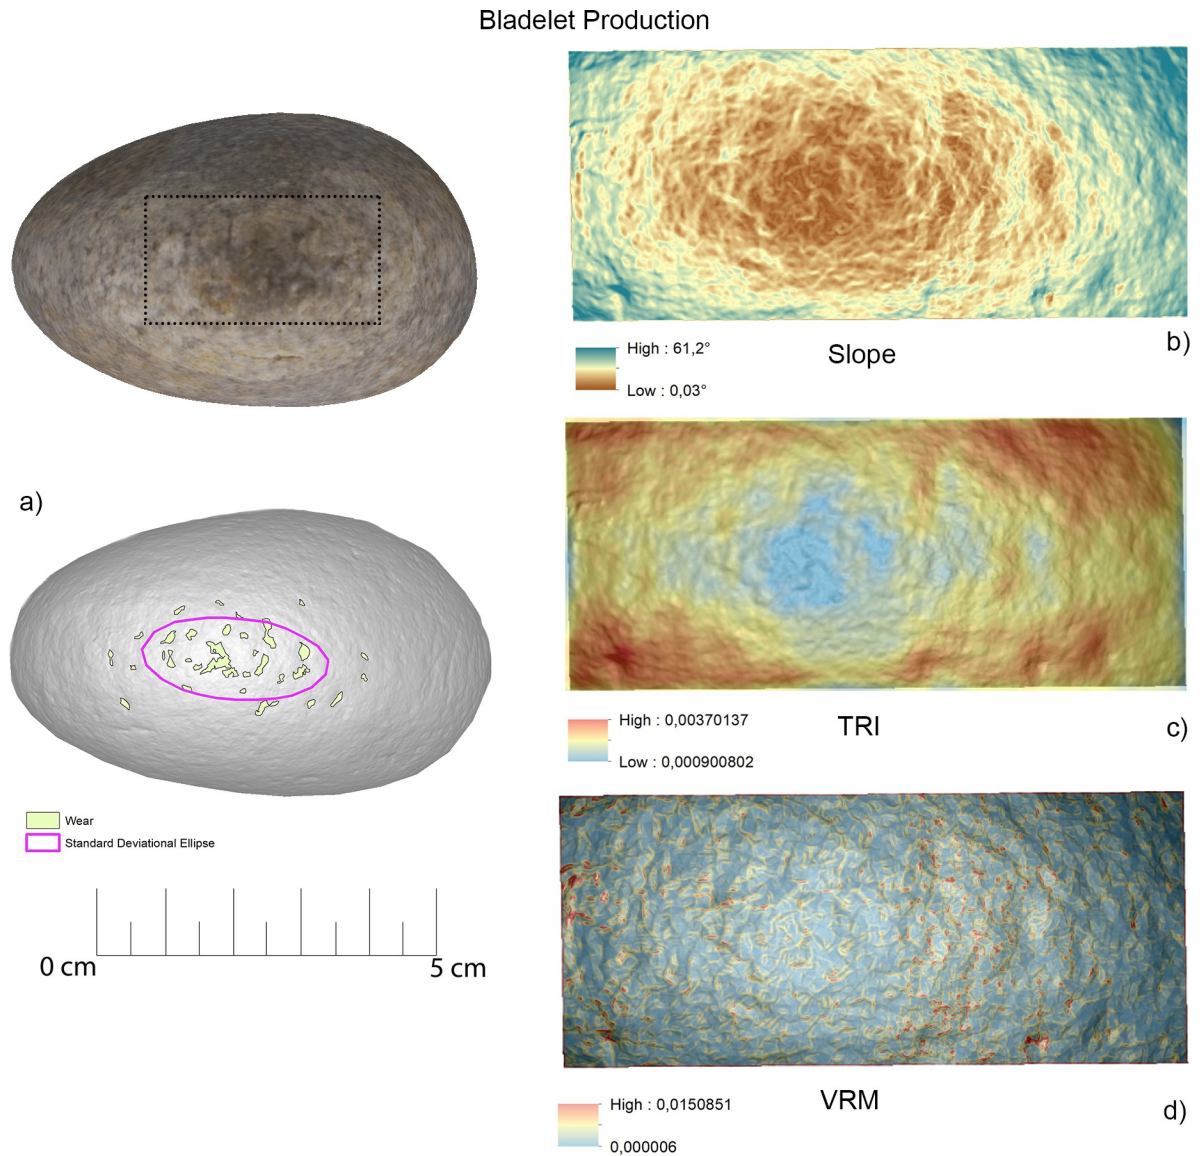 Bladelet Production
b)
High : 61,2°
Low : 0,03°
Slope
a)
c)
High : 0,00370137
Low : 0,000900802
TRI
Wear
Standard Deviational Ellipse
0 cm
5 cm
d)
High : 0,0150851
0,000006
VRM